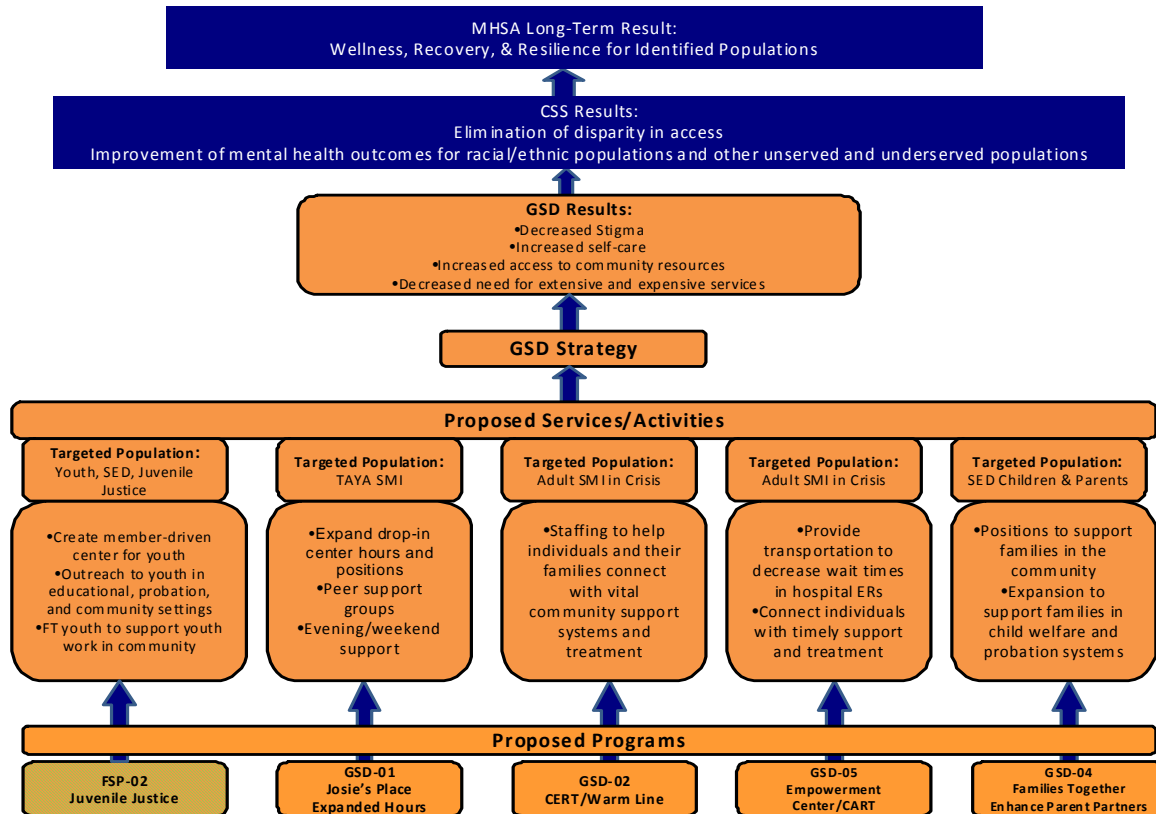 MHSA Long-Term Result:
Wellness, Recovery, & Resilience for Identified Populations
CSS Results:
Elimination of disparity in access
Improvement of mental health outcomes for racial/ethnic populations and other unserved and underserved populations
GSD Results:
•Decreased Stigma
•Increased self-care
•Increased access to community resources
•Decreased need for extensive and expensive services
GSD Strategy
Proposed Services/Activities
Targeted Population:
Youth, SED, Juvenile
Justice
Targeted Population:
TAYA SMI
Targeted Population:
Adult SMI in Crisis
Targeted Population:
Adult SMI in Crisis
Targeted Population:
SED Children & Parents
•Create member-driven
center for youth
•Outreach to youth in
educational, probation,
and community settings
•FT youth to support youth
work in community
•Expand drop-in
center hours and
positions
•Peer support
groups
•Evening/weekend
support
•Staffing to help
individuals and their
families connect
with vital
community support
systems and
treatment
•Provide
transportation to
decrease wait times
in hospital ERs
•Connect individuals
with timely support
and treatment
•Positions to support
families in the
community
•Expansion to
support families in
child welfare and
probation systems
Proposed Programs
FSP-02
Juvenile Justice
GSD-01
Josie's Place
Expanded Hours
GSD-02
CERT/Warm Line
GSD-05
Empowerment
Center/CART
GSD-04
Families Together
Enhance Parent Partners